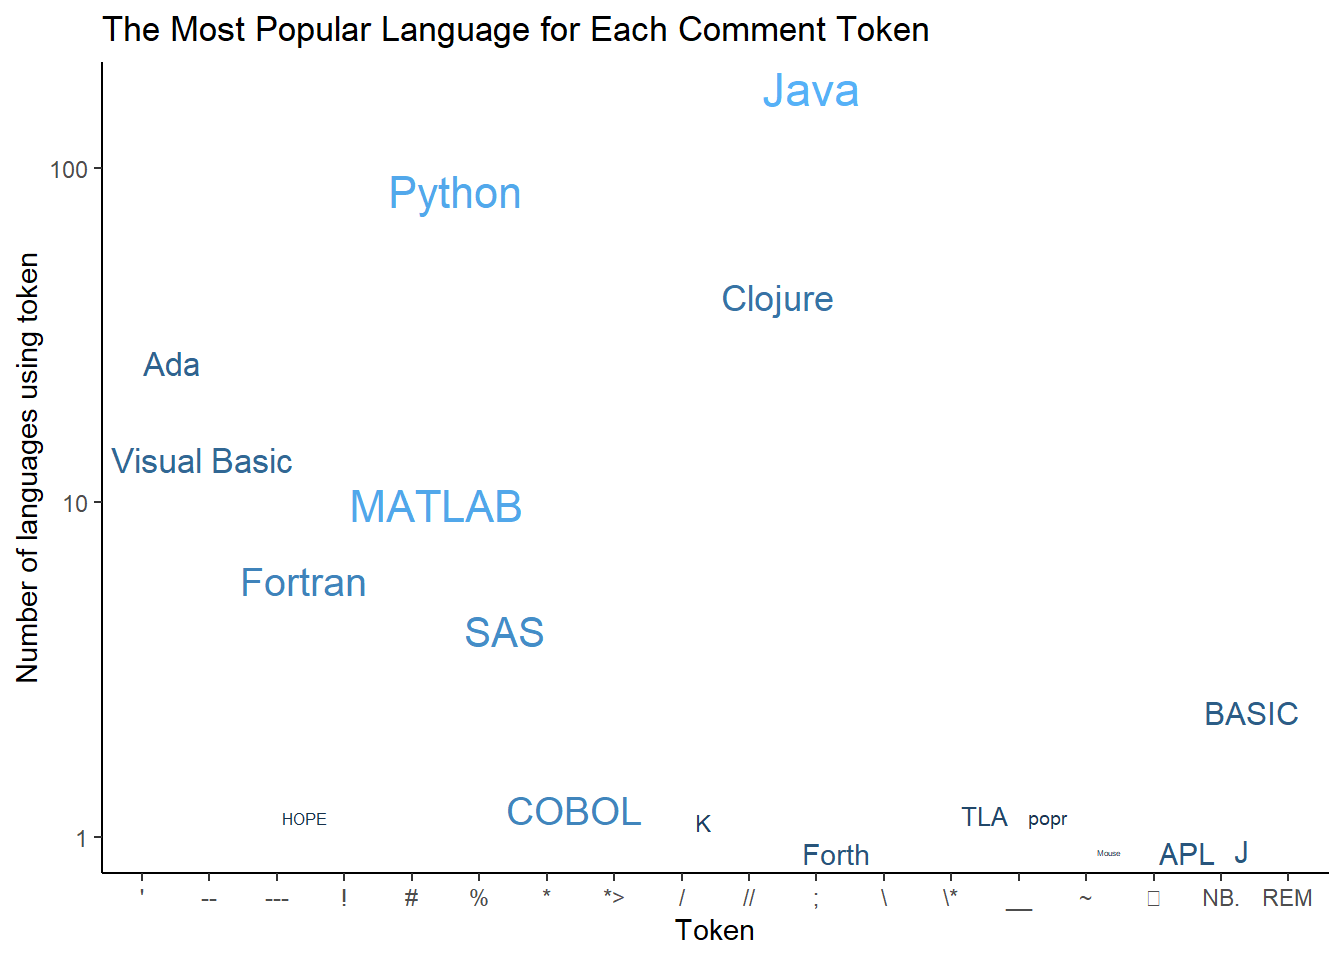 The Most Popular Language for Each Comment Token
Java
100
Python
Clojure
Ada
Visual Basic
10
MATLAB
Fortran
SAS
BASIC
HOPE
COBOL
K
TLA
popr
1
Forth
Mouse
APL
J
' -- --- ! # % * *> / // ; \ \* __ ~ NB. REM
Token
Number of languages using token